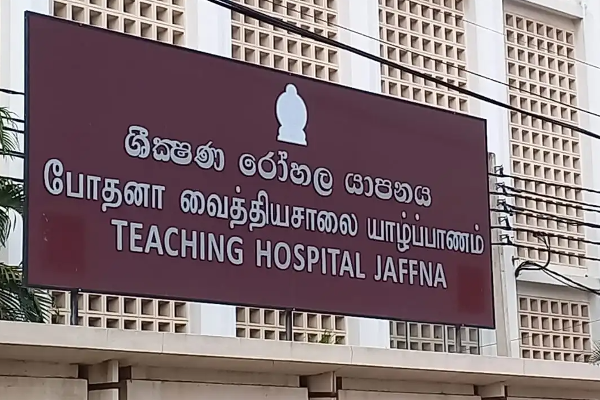 ශික්ෂණ රෝහල යාපනය
போதனா வைத்தியசாலை யாழ்ப்பாணம்
TEACHING HOSPITAL JAFFNA